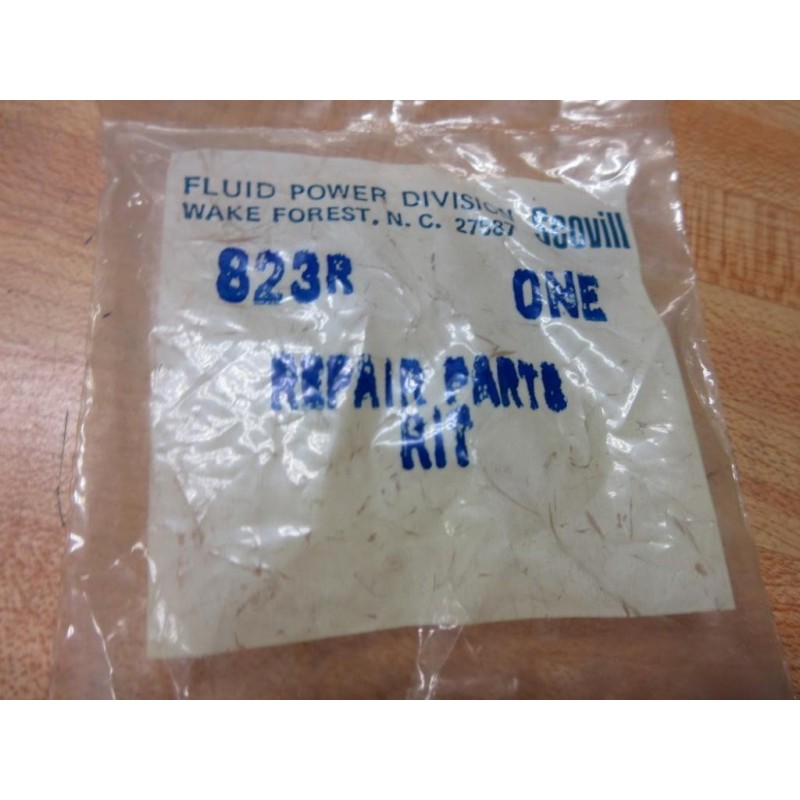 FLUID POWER DIVISION
WAKE FOREST, N. C. 27587 Scovill
823R ONE
REPAIR PARTS
KIT